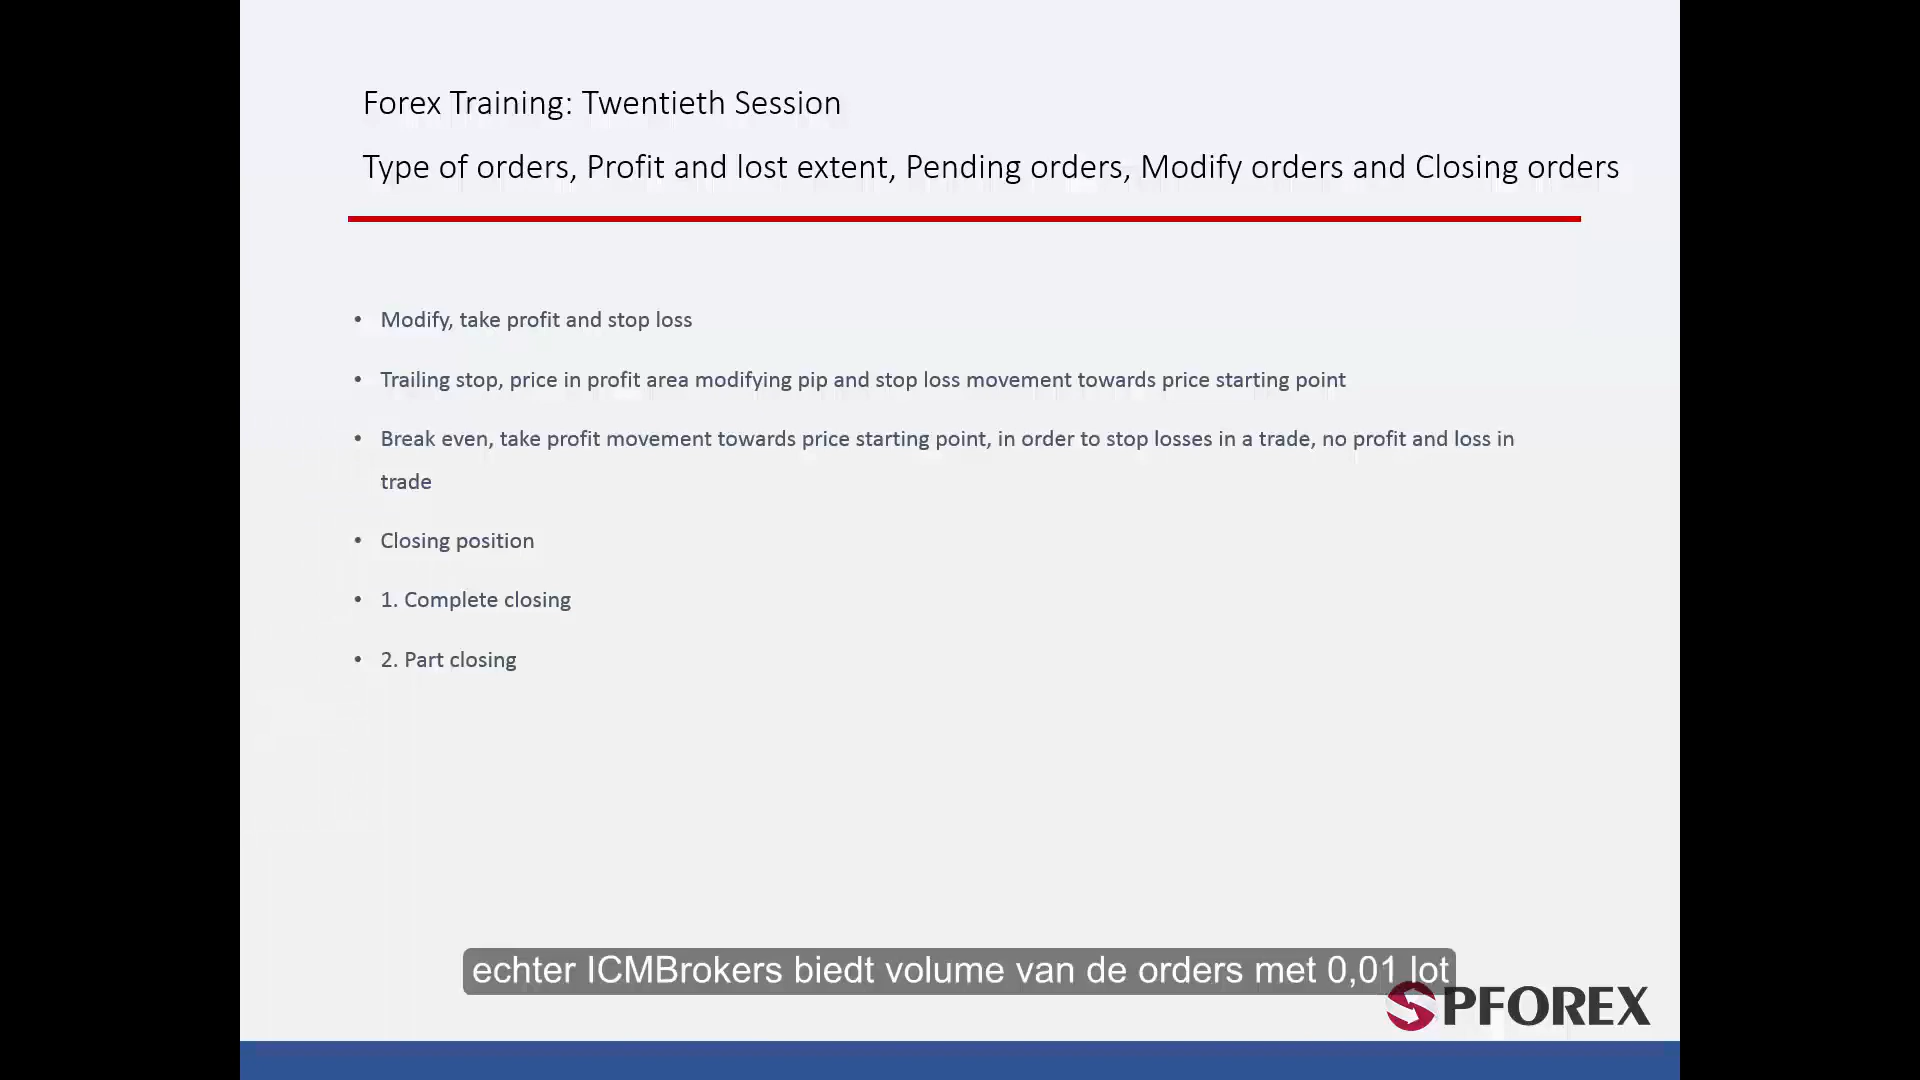 Forex Training: Twentieth Session
Type of orders, Profit and lost extent, Pending orders, Modify orders and Closing orders
• Modify, take profit and stop loss
• Trailing stop, price in profit area modifying pip and stop loss movement towards price starting point
• Break even, take profit movement towards price starting point, in order to stop losses in a trade, no profit and loss in
trade
• Closing position
• 1. Complete closing
• 2. Part closing
echter ICMBrokers biedt volume van de orders met 0,01 lot
PFOREX